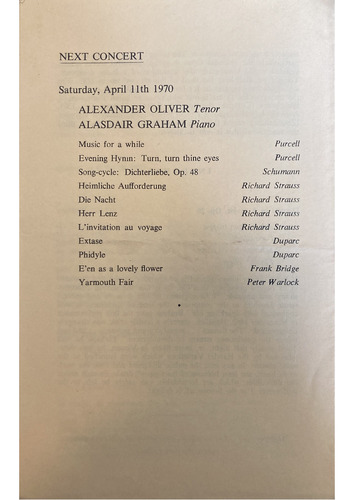 NEXT CONCERT
Saturday, April 11th 1970
ALEXANDER OLIVER Tenor
ALASDAIR GRAHAM Piano
Music for a while Purcell
Evening Hynin: Turn, turn thine eyes Purcell
Song-cycle: Dichterliebe, Op. 48 Schumann
Heimliche Aufforderung Richard Strauss
Die Nacht Richard Strauss
Herr Lenz Richard Strauss
L'invitation au voyage Richard Strauss
Extase Duparc
Phidyle Duparc
E'en as a lovely flower Frank Bridge
Yarmouth Fair Peter Warlock